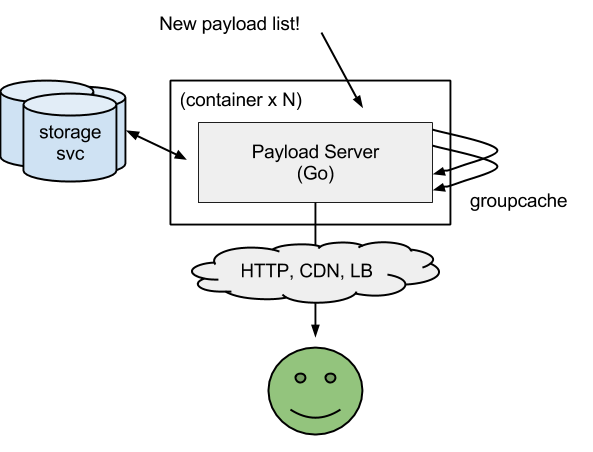 New payload list!
(container x N)
storage
svc
Payload Server
(Go)
groupcache
HTTP, CDN, LB